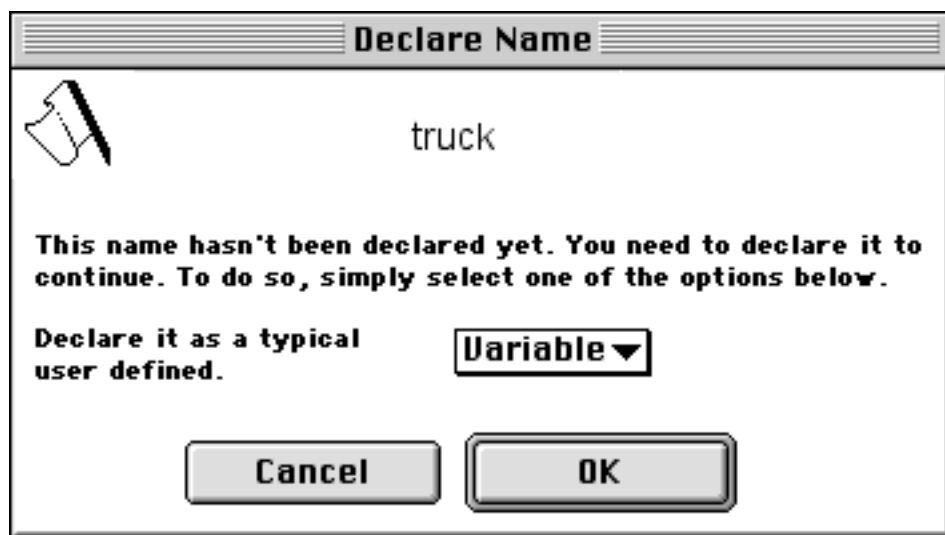 Declare Name
truck
This name hasn't been declared yet. You need to declare it to
continue. To do so, simply select one of the options below.
Declare it as a typical
user defined.
Variable
Cancel
OK